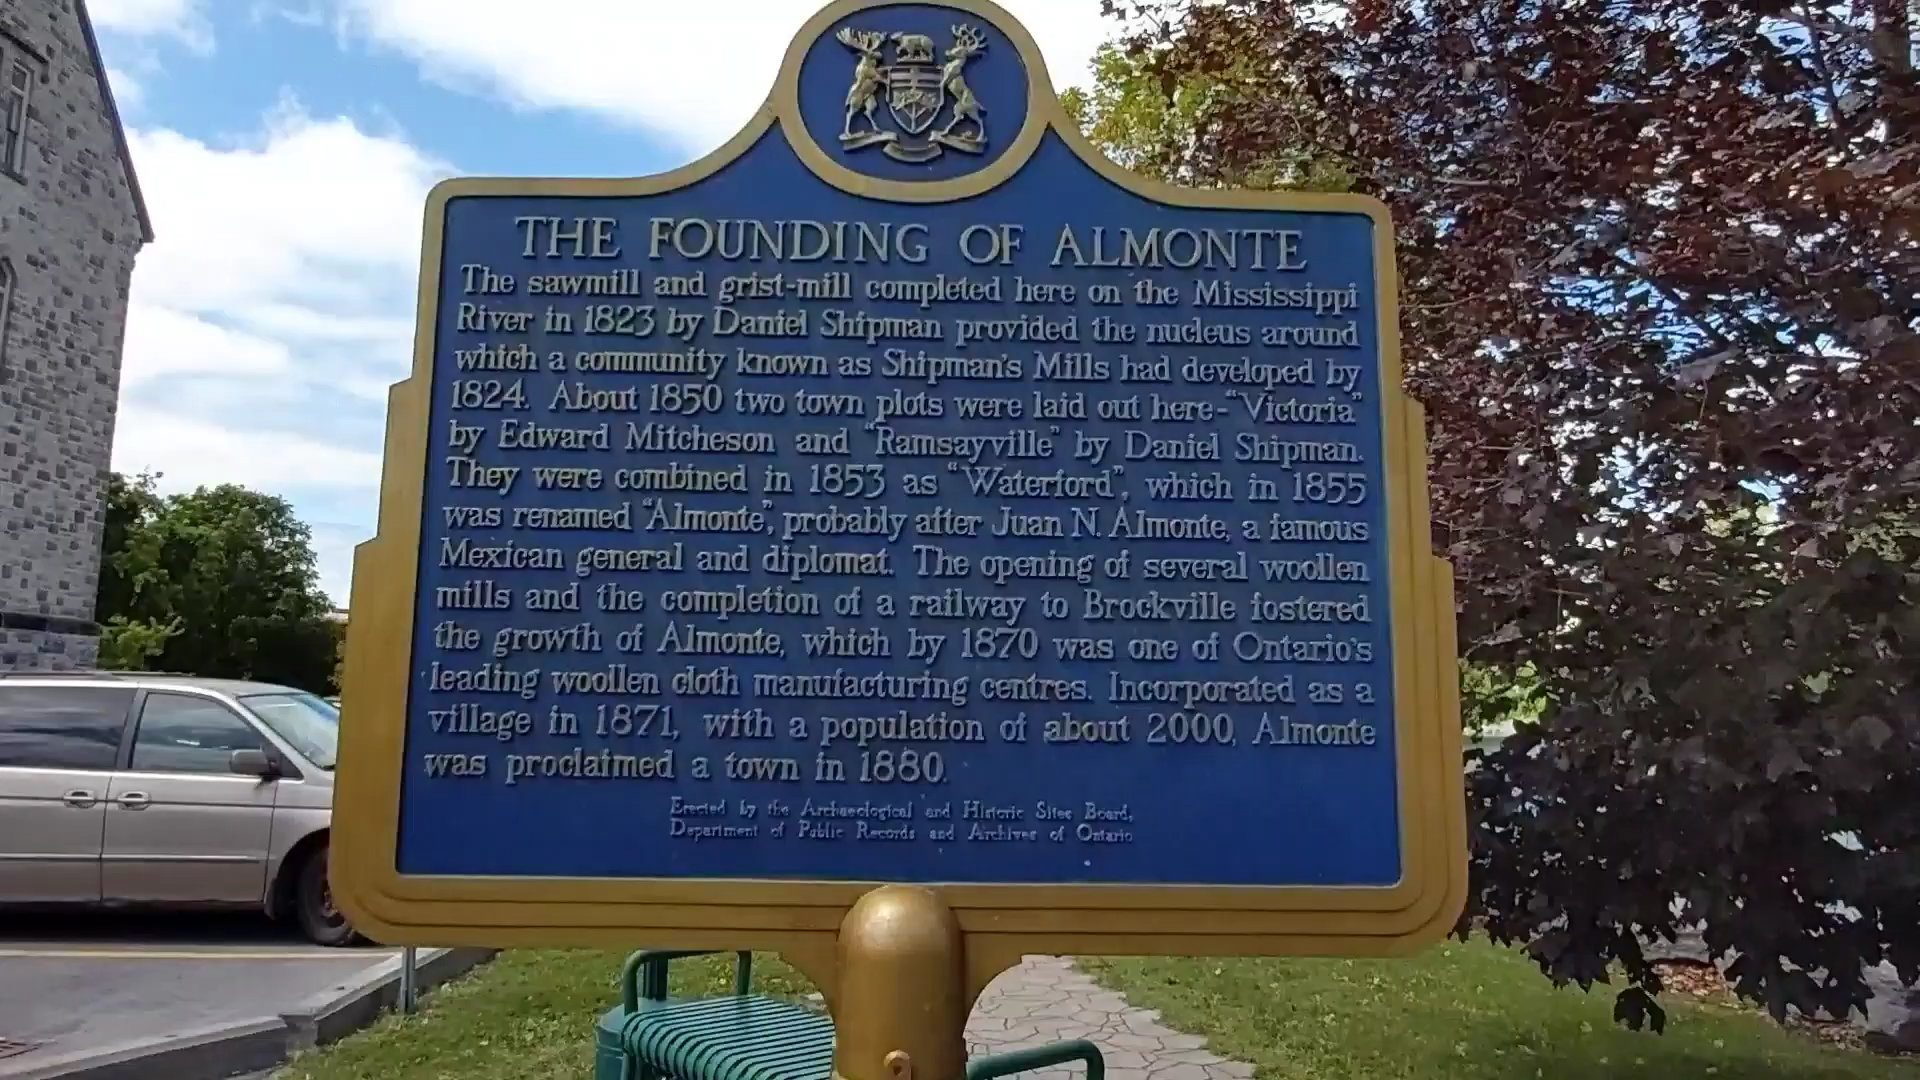 THE FOUNDING OF ALMONTE
The sawmill and grist-mill completed here on the Mississippi
River in 1823 by Daniel Shipman provided the nucleus around
which a community known as Shipman's Mills had developed by
1824. About 1850 two town plots were laid out here-"Victoria"
by Edward Mitcheson and "Ramsayville" by Daniel Shipman.
They were combined in 1853 as "Waterford", which in 1855
was renamed "Almonte", probably after Juan N. Almonte, a famous
Mexican general and diplomat. The opening of several woollen
mills and the completion of a railway to Brockville fostered
the growth of Almonte, which by 1870 was one of Ontario's
leading woollen cloth manufacturing centres. Incorporated as a
village in 1871, with a population of about 2000, Almonte
was proclaimed a town in 1880.
Erected by the Archaeological and Historic Sites Board,
Department of Public Records and Archives of Ontario